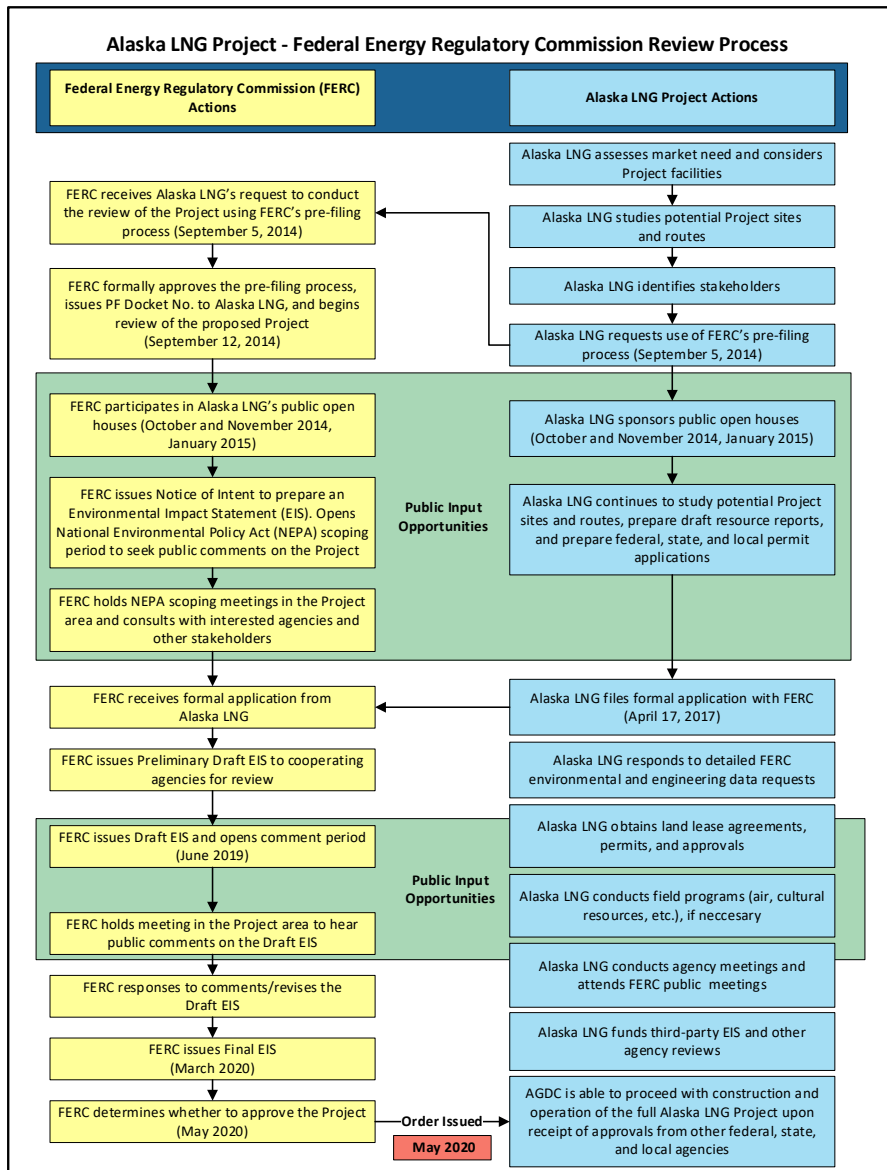 Alaska LNG Project - Federal Energy Regulatory Commission Review Process
Federal Energy Regulatory Commission (FERC)
Actions
Alaska LNG Project Actions
Alaska LNG assesses market need and considers
Project facilities
FERC receives Alaska LNG's request to conduct
the review of the Project using FERC's pre-filing
process (September 5, 2014)
Alaska LNG studies potential Project sites
and routes
FERC formally approves the pre-filing process,
issues PF Docket No. to Alaska LNG, and begins
review of the proposed Project
(September 12, 2014)
Alaska LNG identifies stakeholders
Alaska LNG requests use of FERC's pre-filing
process (September 5, 2014)
FERC participates in Alaska LNG's public open
houses (October and November 2014,
January 2015)
Alaska LNG sponsors public open houses
(October and November 2014, January 2015)
FERC issues Notice of Intent to prepare an
Environmental Impact Statement (EIS). Opens
National Environmental Policy Act (NEPA) scoping
period to seek public comments on the Project
Public Input
Opportunities
Alaska LNG continues to study potential Project
sites and routes, prepare draft resource reports,
and prepare federal, state, and local permit
applications
FERC holds NEPA scoping meetings in the Project
area and consults with interested agencies and
other stakeholders
FERC receives formal application from
Alaska LNG
Alaska LNG files formal application with FERC
(April 17, 2017)
FERC issues Preliminary Draft EIS to cooperating
agencies for review
Alaska LNG responds to detailed FERC
environmental and engineering data requests
FERC issues Draft EIS and opens comment period
(June 2019)
Alaska LNG obtains land lease agreements,
permits, and approvals
Public Input
Opportunities
Alaska LNG conducts field programs (air, cultural
resources, etc.), if neccesary
FERC holds meeting in the Project area to hear
public comments on the Draft EIS
Alaska LNG conducts agency meetings and
attends FERC public meetings
FERC responses to comments/revises the
Draft EIS
Alaska LNG funds third-party EIS and other
agency reviews
FERC issues Final EIS
(March 2020)
FERC determines whether to approve the Project
(May 2020)
Order Issued
May 2020
AGDC is able to proceed with construction and
operation of the full Alaska LNG Project upon
receipt of approvals from other federal, state,
and local agencies